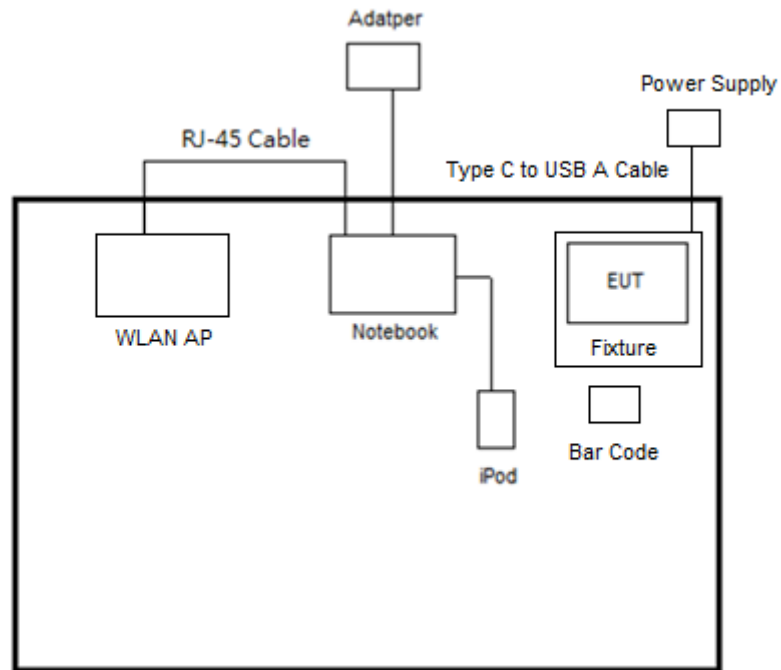 Adatper
Power Supply
RJ-45 Cable
Type C to USB A Cable
EUT
WLAN AP
Notebook
Fixture
Bar Code
iPod